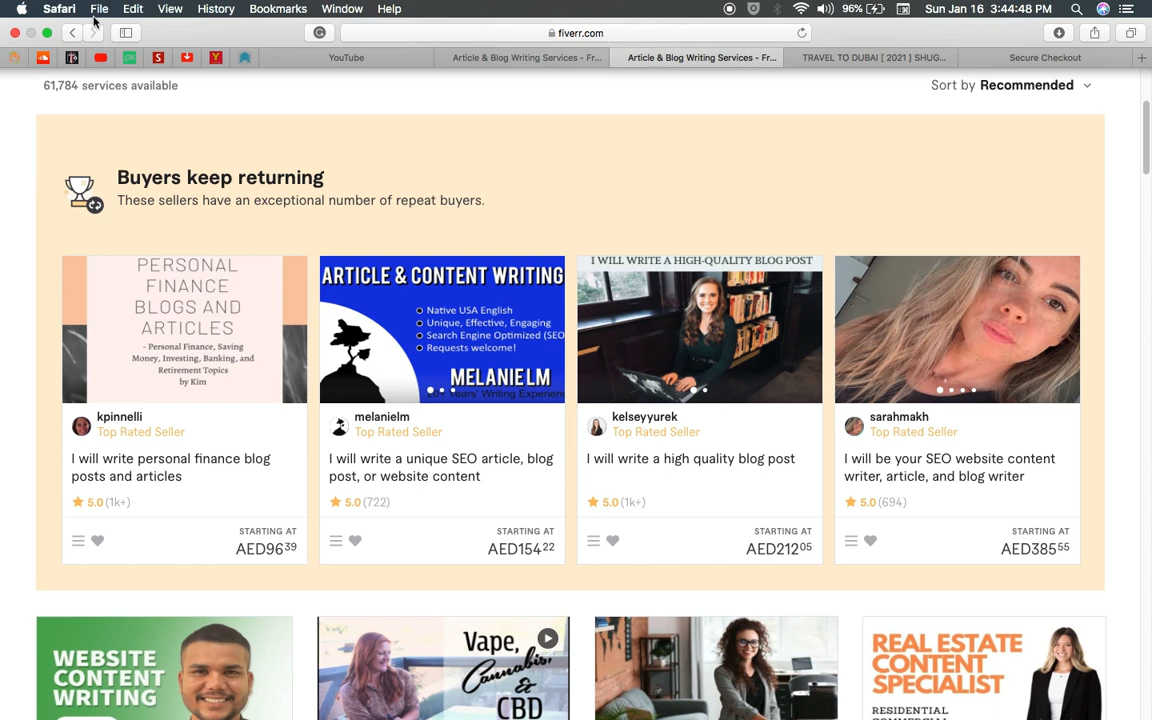 Safari File Edit View History Bookmarks Window Help 96% Sun Jan 16 3:44:48 PM
fiverr.com
YouTube Article & Blog Writing Services - Fr... Article & Blog Writing Services - Fr... TRAVEL TO DUBAI [ 2021 ] SHUG... Secure Checkout
61,784 services available Sort by Recommended
Buyers keep returning
These sellers have an exceptional number of repeat buyers.
PERSONAL
FINANCE
BLOGS AND
ARTICLES
- Personal Finance, Saving
Money, Investing, Banking, and
Retirement Topics
by Kim
ARTICLE & CONTENT WRITING
Native USA English
Unique, Effective, Engaging
Search Engine Optimized (SEO
Requests welcome!
MELANIE LM
Years' Writing Experien
I WILL WRITE A HIGH-QUALITY BLOG POST
kpinnelli
Top Rated Seller
I will write personal finance blog
posts and articles
5.0 (1k+)
STARTING AT
AED96.39
melanielm
Top Rated Seller
I will write a unique SEO article, blog
post, or website content
5.0 (722)
STARTING AT
AED154.22
kelseyyurek
Top Rated Seller
I will write a high quality blog post
5.0 (1k+)
STARTING AT
AED212.05
sarahmakh
Top Rated Seller
I will be your SEO website content
writer, article, and blog writer
5.0 (694)
STARTING AT
AED385.55
WEBSITE
CONTENT
WRITING
Vape,
Cannabis,
&
CBD
REAL ESTATE
CONTENT
SPECIALIST
RESIDENTIAL